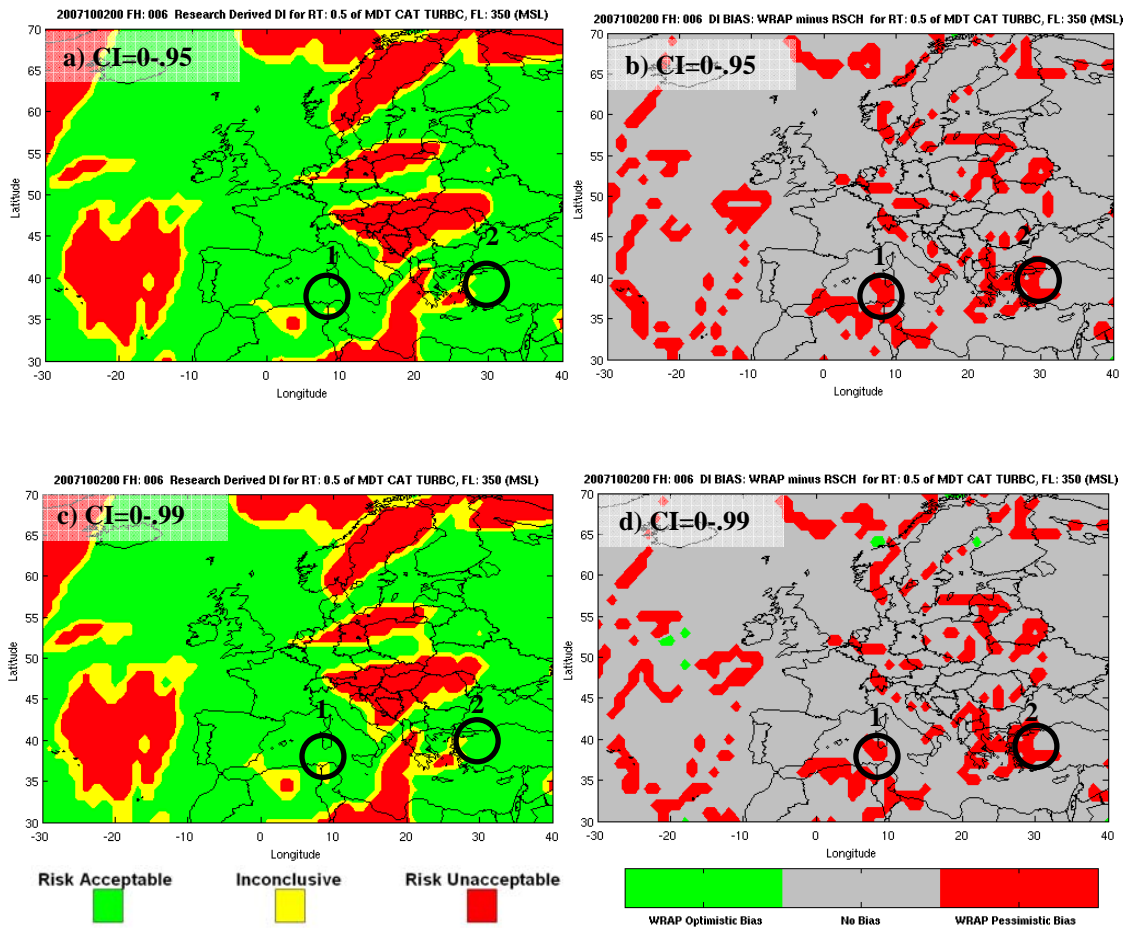 2007100200 FH: 006 Research Derived DI for RT: 0.5 of MDT CAT TURBC, FL: 350 (MSL)
a) CI=0-.95
70
65
60
55
50
45
40
35
30
Latitude
1
2
-30 -20 -10 0 10 20 30 40
Longitude
2007100200 FH: 006 DI BIAS: WRAP minus RSCH for RT: 0.5 of MDT CAT TURBC, FL: 350 (MSL)
b) CI=0-.95
70
65
60
55
50
45
40
35
30
Latitude
1
2
-30 -20 -10 0 10 20 30 40
Longitude
2007100200 FH: 006 Research Derived DI for RT: 0.5 of MDT CAT TURBC, FL: 350 (MSL)
c) CI=0-.99
70
65
60
55
50
45
40
35
30
Latitude
1
2
-30 -20 -10 0 10 20 30 40
Longitude
2007100200 FH: 006 DI BIAS: WRAP minus RSCH for RT: 0.5 of MDT CAT TURBC, FL: 350 (MSL)
d) CI=0-.99
70
65
60
55
50
45
40
35
30
Latitude
1
2
-30 -20 -10 0 10 20 30 40
Longitude
Risk Acceptable Inconclusive Risk Unacceptable
WRAP Optimistic Bias No Bias WRAP Pessimistic Bias